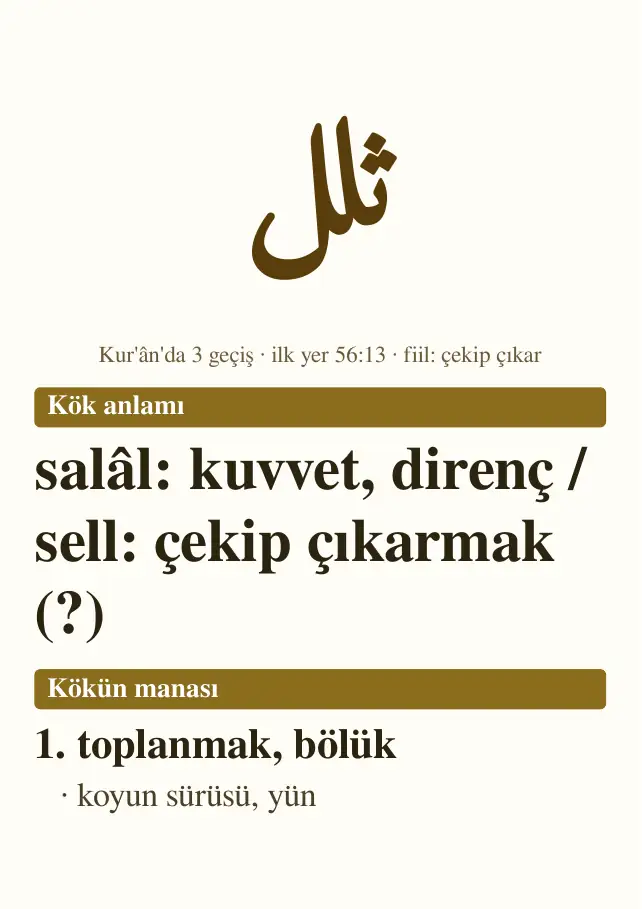 ثلل
Kur'ân'da 3 geçiş · ilk yer 56:13 · fiil: çekip çıkar
Kök anlamı
salâl: kuvvet, direnç /
sell: çekip çıkarmak
(?)
Kökün manası
1. toplanmak, bölük
· koyun sürüsü, yün